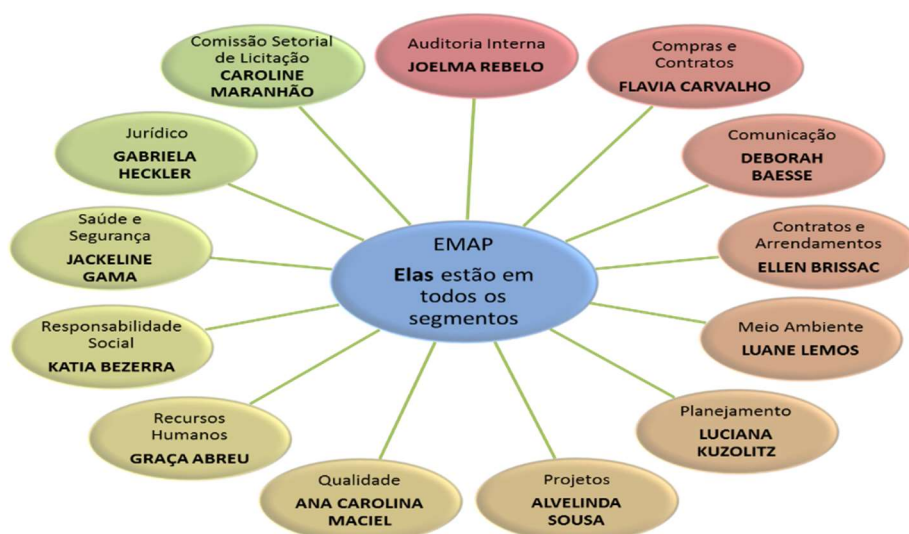 EMAP
Elas estão em
todos os
segmentos
Auditoria Interna
JOELMA REBELO
Compras e
Contratos
FLAVIA CARVALHO
Comunicação
DEBORAH
BAESSE
Contratos e
Arrendamentos
ELLEN BRISSAC
Meio Ambiente
LUANE LEMOS
Planejamento
LUCIANA
KUZOLITZ
Projetos
ALVELINDA
SOUSA
Qualidade
ANA CAROLINA
MACIEL
Recursos
Humanos
GRAÇA ABREU
Responsabilidade
Social
KATIA BEZERRA
Saúde e
Segurança
JACKELINE
GAMA
Jurídico
GABRIELA
HECKLER
Comissão Setorial
de Licitação
CAROLINE
MARANHÃO